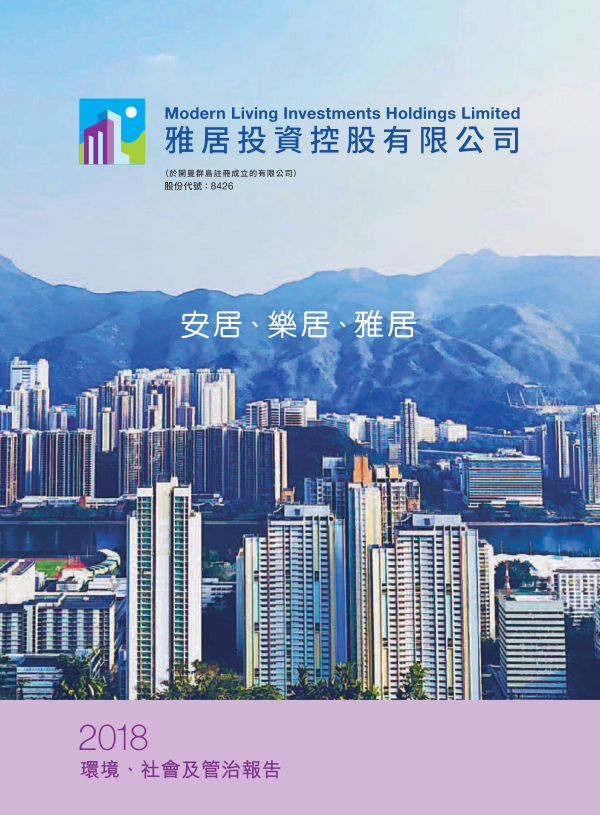 Modern Living Investments Holdings Limited
雅居投資控股有限公司
（於開曼群島註冊成立的有限公司）
股份代號：8426
安居、樂居、雅居
2018
環境、社會及管治報告